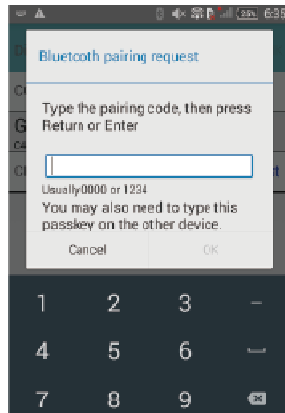 25% 6:35
Bluetooth pairing request
Type the pairing code, then press
Return or Enter
Usually0000 or 1234
You may also need to type this
passkey on the other device.
Cancel OK
1 2 3 –
4 5 6
7 8 9